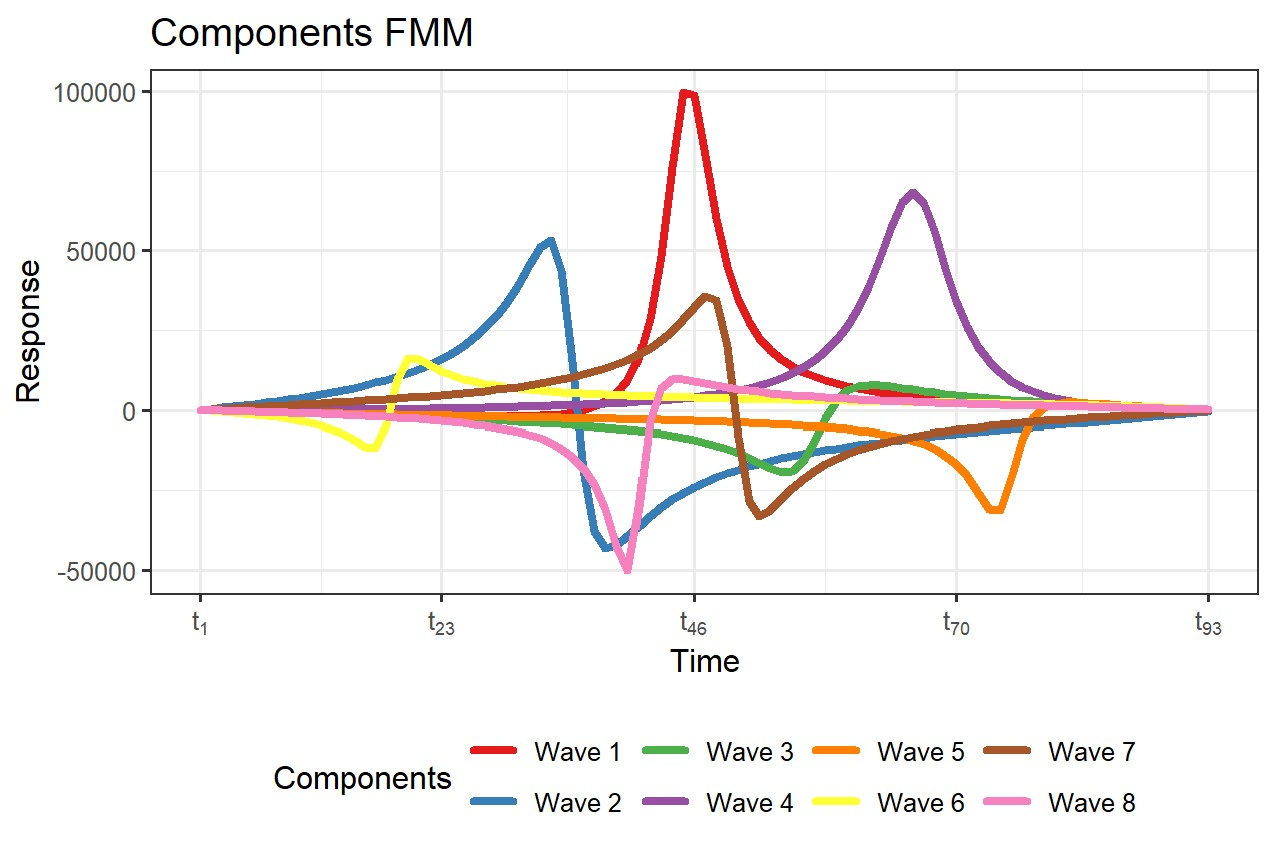 Components FMM
100000
50000
0
-50000
Response
t₁ t₂₃ t₄₆ t₇₀ t₉₃
Time
Components
Wave 1 Wave 3 Wave 5 Wave 7
Wave 2 Wave 4 Wave 6 Wave 8